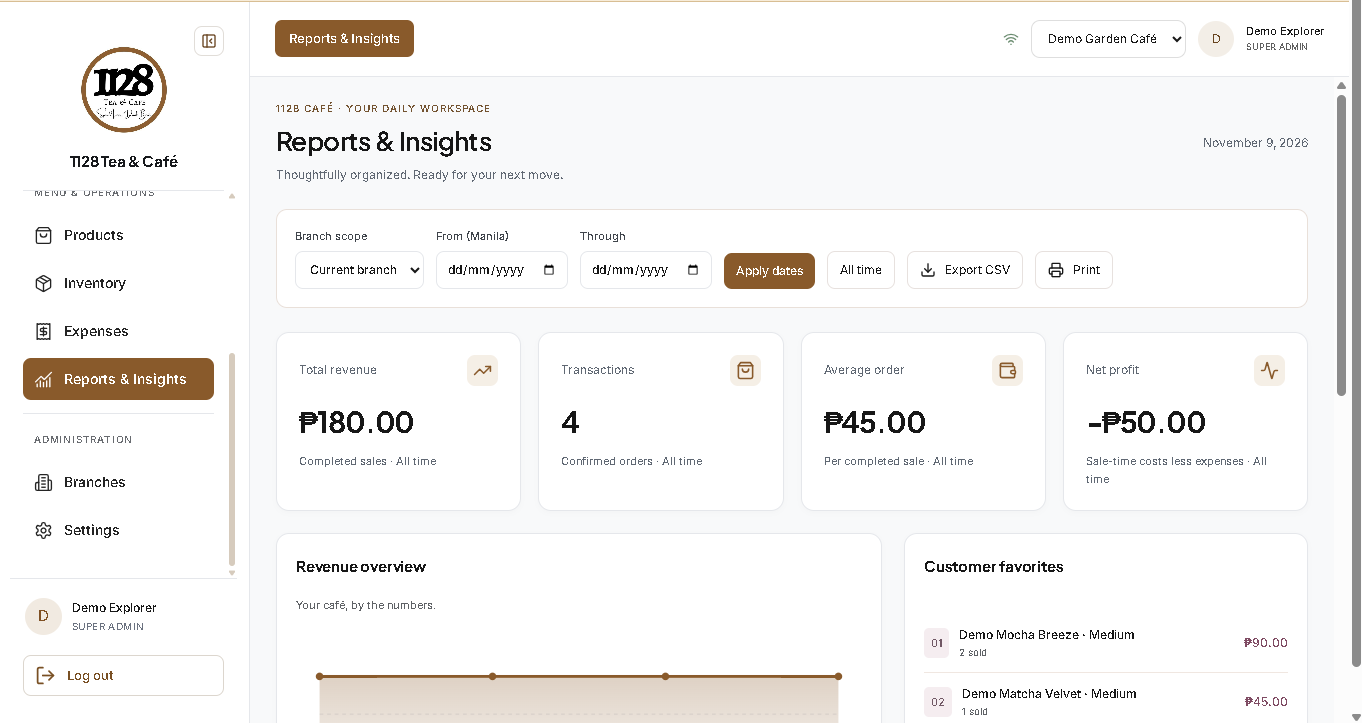 Reports & Insights
Demo Garden Café
D
Demo Explorer
SUPER ADMIN
1128
TEA & CAFÉ
1128 Tea & Café
MENU & OPERATIONS
Products
Inventory
Expenses
Reports & Insights
ADMINISTRATION
Branches
Settings
D
Demo Explorer
SUPER ADMIN
Log out
1128 CAFÉ · YOUR DAILY WORKSPACE
Reports & Insights
November 9, 2026
Thoughtfully organized. Ready for your next move.
Branch scope
From (Manila)
Through
Current branch
dd/mm/yyyy
dd/mm/yyyy
Apply dates
All time
Export CSV
Print
Total revenue
₱180.00
Completed sales · All time
Transactions
4
Confirmed orders · All time
Average order
₱45.00
Per completed sale · All time
Net profit
-₱50.00
Sale-time costs less expenses · All
time
Revenue overview
Your café, by the numbers.
Customer favorites
01
Demo Mocha Breeze · Medium
2 sold
₱90.00
02
Demo Matcha Velvet · Medium
1 sold
₱45.00